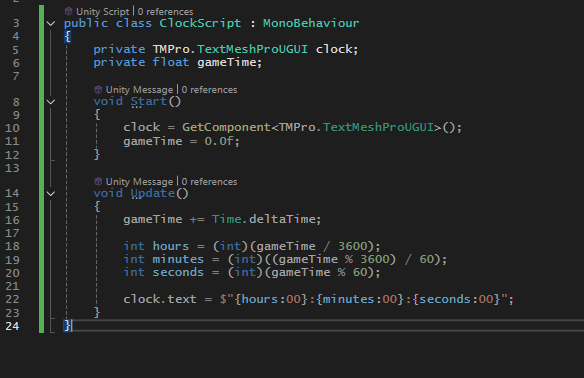 Unity Script | 0 references
3 public class ClockScript : MonoBehaviour
4 {
5 private TMPro.TextMeshProUGUI clock;
6 private float gameTime;
7
Unity Message | 0 references
8 void Start()
9 {
10 clock = GetComponent<TMPro.TextMeshProUGUI>();
11 gameTime = 0.0f;
12 }
13
Unity Message | 0 references
14 void Update()
15 {
16 gameTime += Time.deltaTime;
17
18 int hours = (int)(gameTime / 3600);
19 int minutes = (int)((gameTime % 3600) / 60);
20 int seconds = (int)(gameTime % 60);
21
22 clock.text = $"{hours:00}:{minutes:00}:{seconds:00}";
23 }
24 }